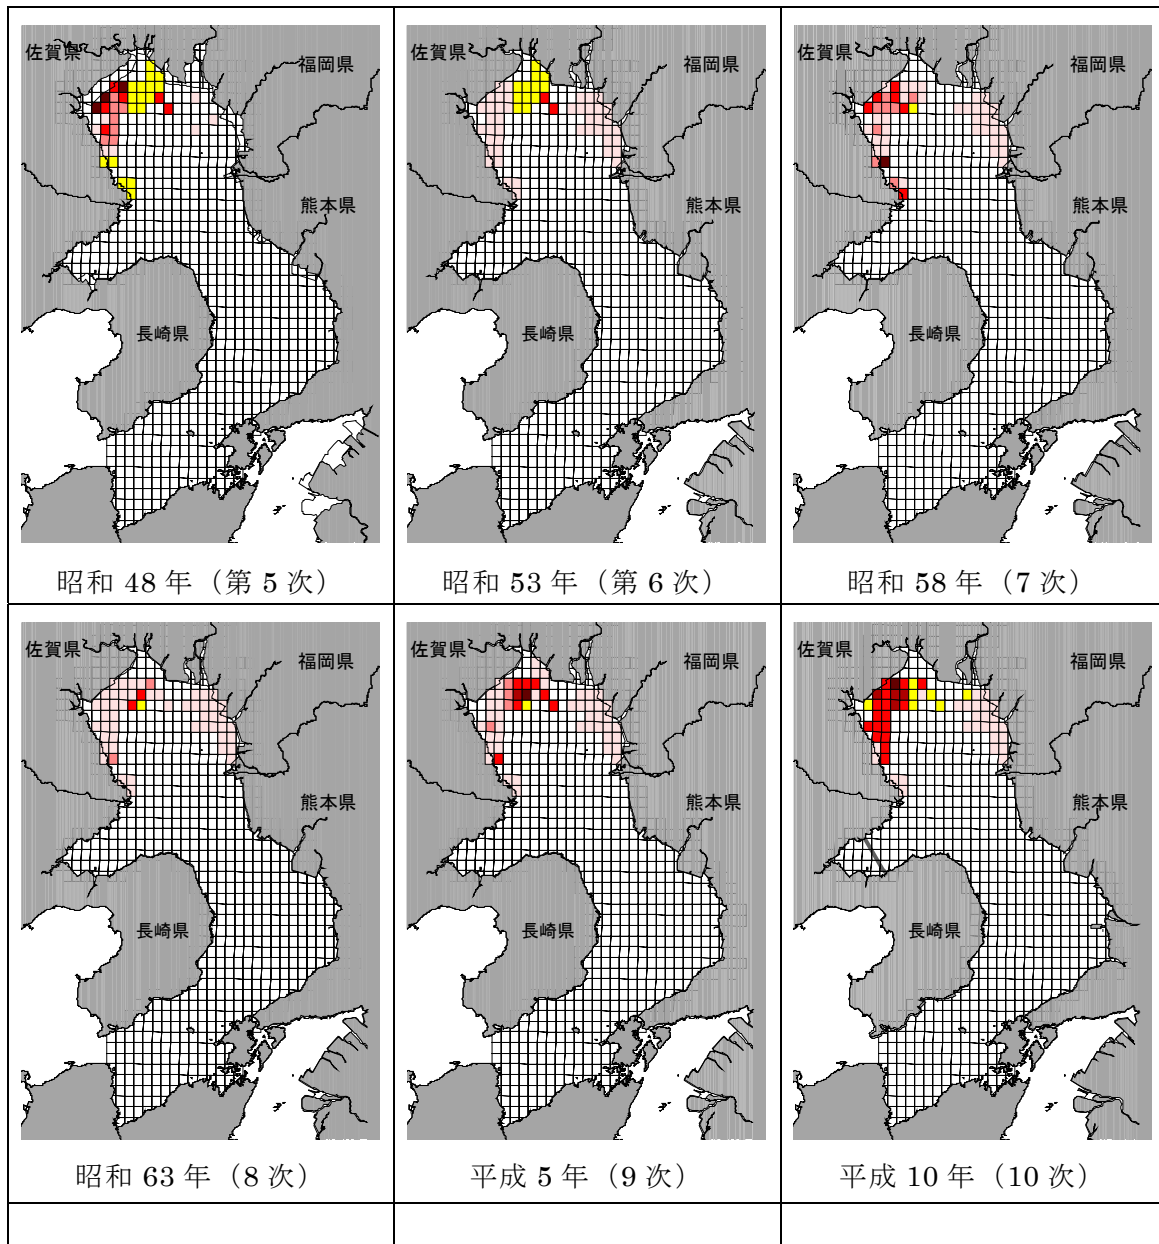 佐賀県
福岡県
熊本県
長崎県
昭和 48 年（第 5 次）
佐賀県
福岡県
熊本県
長崎県
昭和 53 年（第 6 次）
佐賀県
福岡県
熊本県
長崎県
昭和 58 年（7 次）
佐賀県
福岡県
熊本県
長崎県
昭和 63 年（8 次）
佐賀県
福岡県
熊本県
長崎県
平成 5 年（9 次）
佐賀県
福岡県
熊本県
長崎県
平成 10 年（10 次）